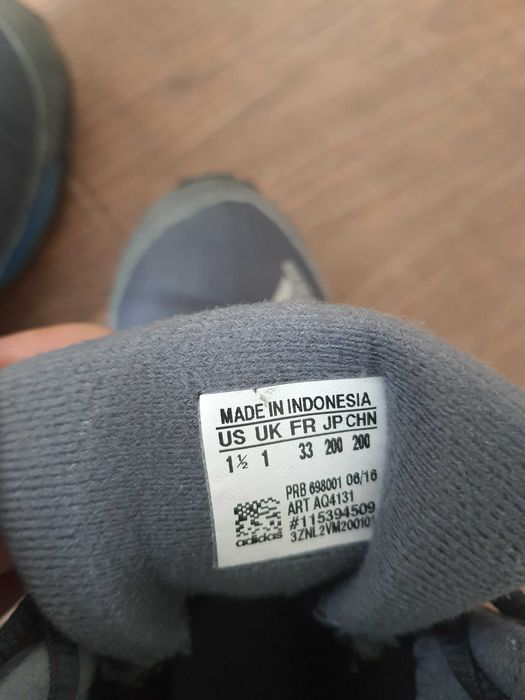 MADE IN INDONESIA
US UK FR JP CHN
1½ 1 33 200 200
PRB 698001 06/16
ART AQ4131
#115394509
3ZNL2VM200101
adidas